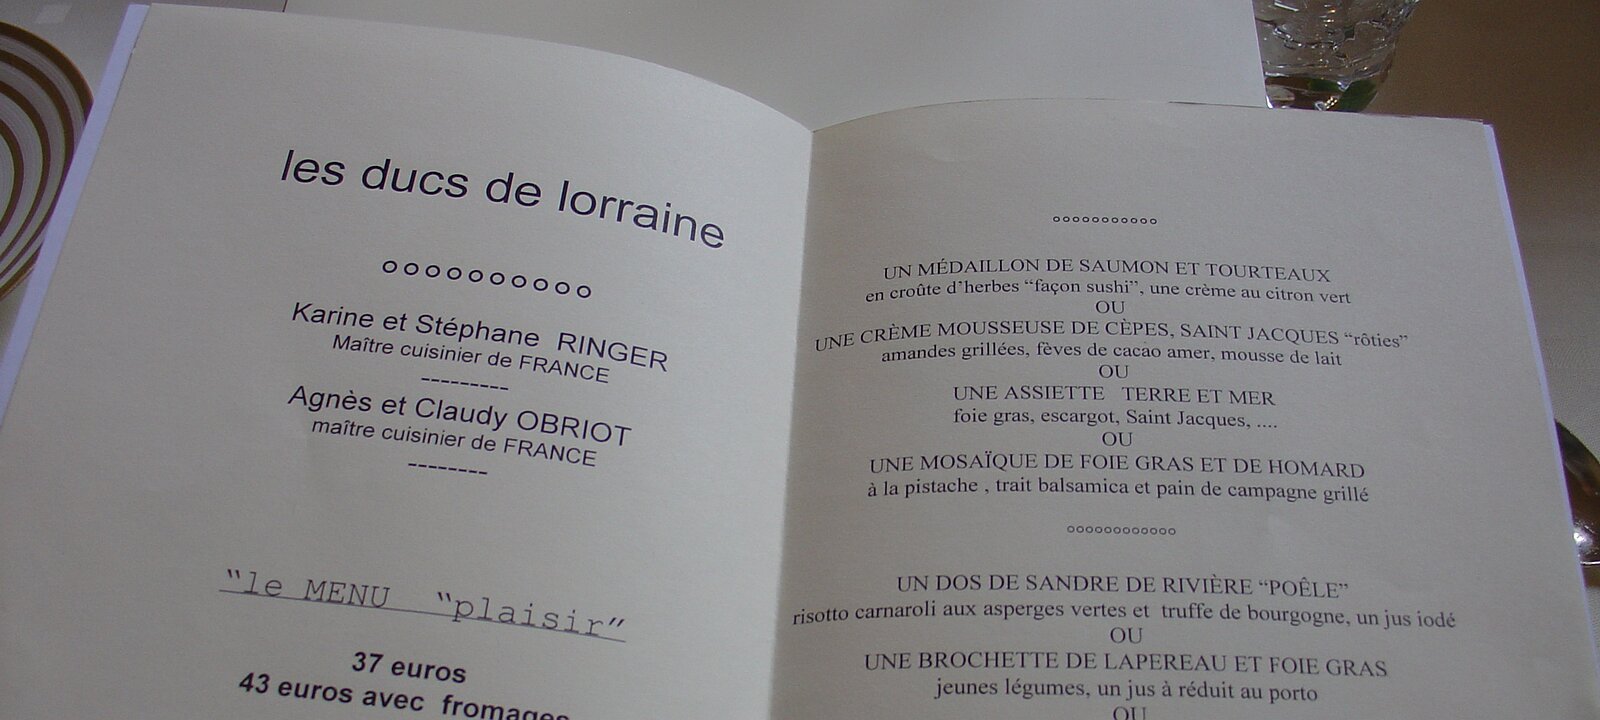 les ducs de lorraine
oooooooooo
Karine et Stéphane RINGER
Maître cuisinier de FRANCE
---------
Agnès et Claudy OBRIOT
maître cuisinier de FRANCE
--------
"le MENU "plaisir"
37 euros
43 euros avec fromages
ooooooooooo
UN MÉDAILLON DE SAUMON ET TOURTEAUX
en croûte d'herbes “façon sushi”, une crème au citron vert
OU
UNE CRÈME MOUSSEUSE DE CÈPES, SAINT JACQUES “rôties”
amandes grillées, fèves de cacao amer, mousse de lait
OU
UNE ASSIETTE TERRE ET MER
foie gras, escargot, Saint Jacques, ....
OU
UNE MOSAÏQUE DE FOIE GRAS ET DE HOMARD
à la pistache , trait balsamica et pain de campagne grillé
oooooooooooo
UN DOS DE SANDRE DE RIVIÈRE “POÊLE”
risotto carnaroli aux asperges vertes et truffe de bourgogne, un jus iodé
OU
UNE BROCHETTE DE LAPEREAU ET FOIE GRAS
jeunes légumes, un jus à réduit au porto
OU